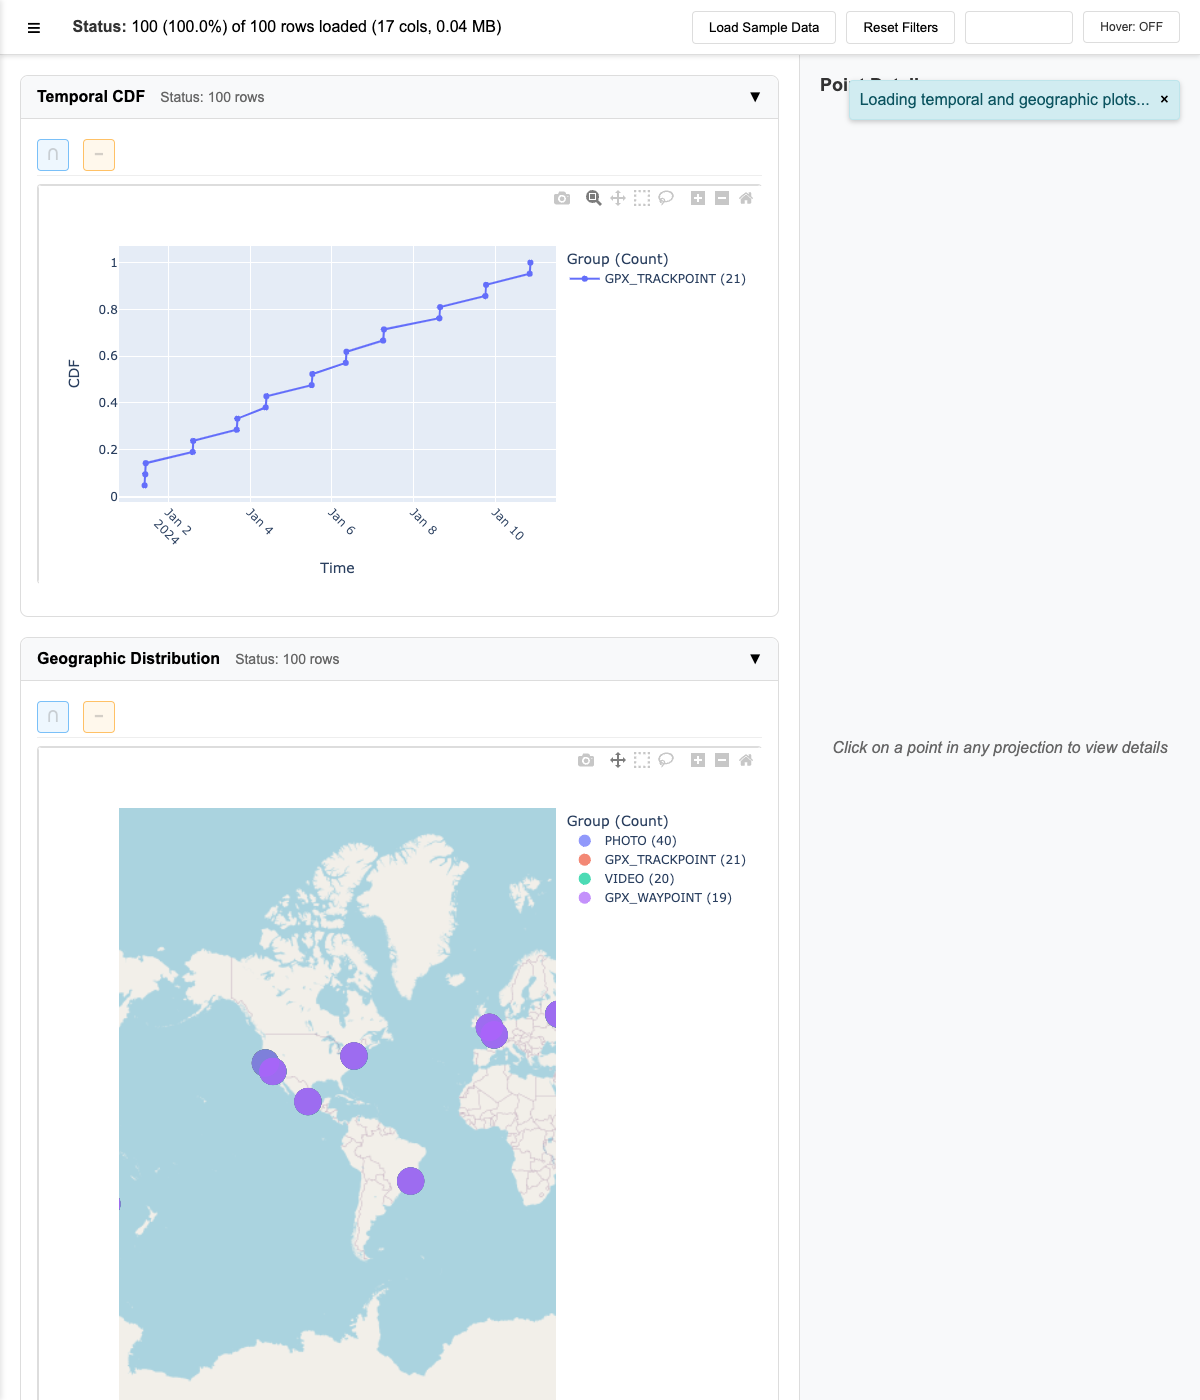 ☰ Status: 100 (100.0%) of 100 rows loaded (17 cols, 0.04 MB) Load Sample Data Reset Filters Hover: OFF
Temporal CDF Status: 100 rows ▼
∩ −
Group (Count)
GPX_TRACKPOINT (21)
1
0.8
0.6
0.4
0.2
0
CDF
Jan 2
2024
Jan 4
Jan 6
Jan 8
Jan 10
Time
Geographic Distribution Status: 100 rows ▼
∩ −
Group (Count)
PHOTO (40)
GPX_TRACKPOINT (21)
VIDEO (20)
GPX_WAYPOINT (19)
Loading temporal and geographic plots... ×
Click on a point in any projection to view details